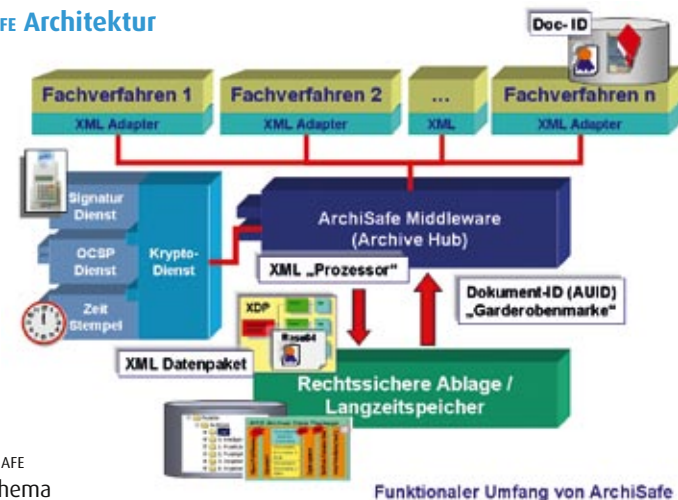 FE Architektur
Doc-ID
Fachverfahren 1
XML Adapter
Fachverfahren 2
XML Adapter
...
XML
Fachverfahren n
XML Adapter
Signatur
Dienst
OCSP
Dienst
Zeit
Stempel
Krypto-
Dienst
ArchiSafe Middleware
(Archive Hub)
XML „Prozessor“
Dokument-ID (AUID)
„Garderobenmarke“
XDP
Base64
XML Datenpaket
Rechtssichere Ablage /
Langzeitspeicher
AFE
hema
Funktionaler Umfang von ArchiSafe